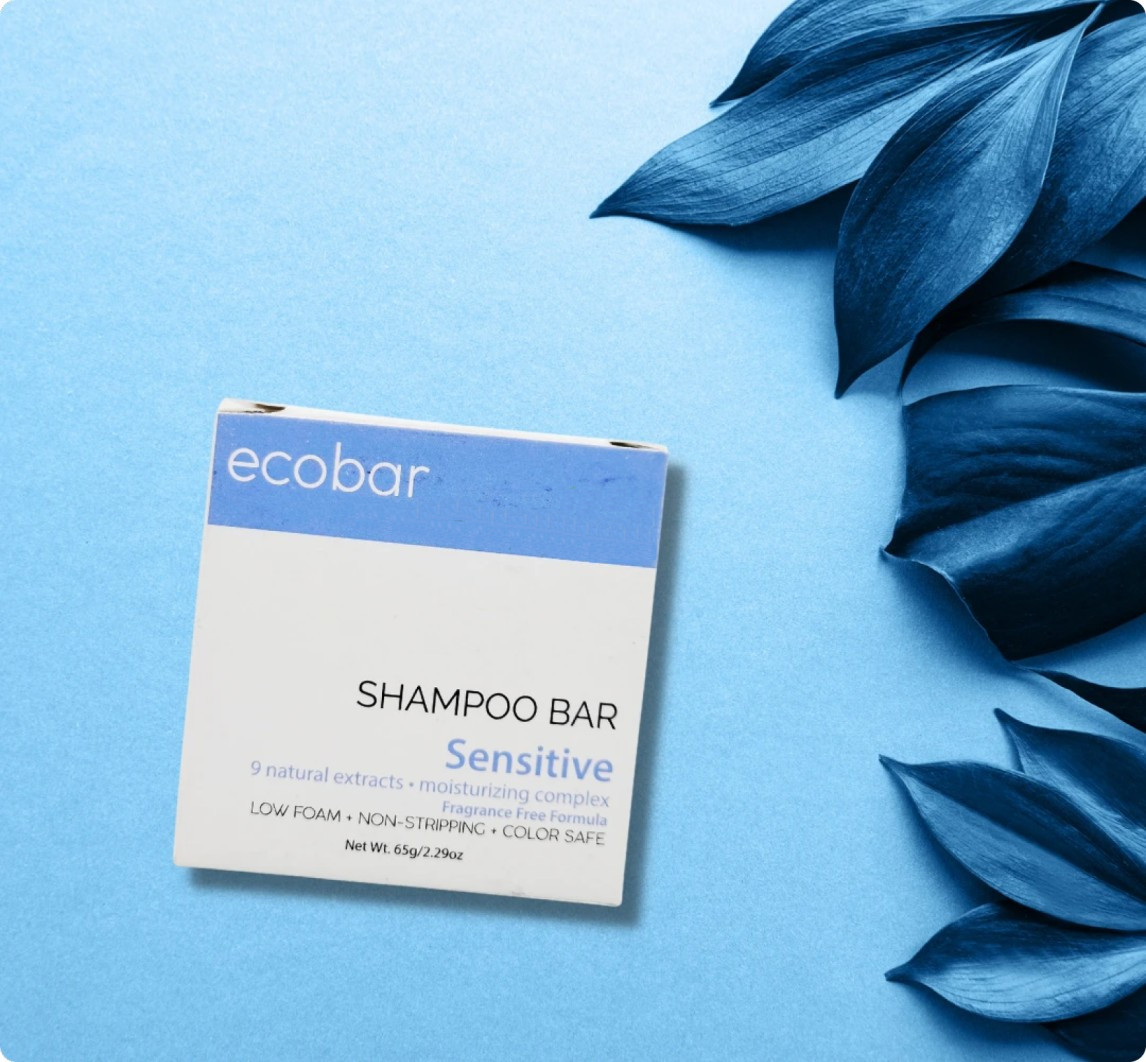 ecobar
SHAMPOO BAR
Sensitive
9 natural extracts • moisturizing complex
Fragrance Free Formula
LOW FOAM + NON-STRIPPING + COLOR SAFE
Net Wt. 65g/2.29oz